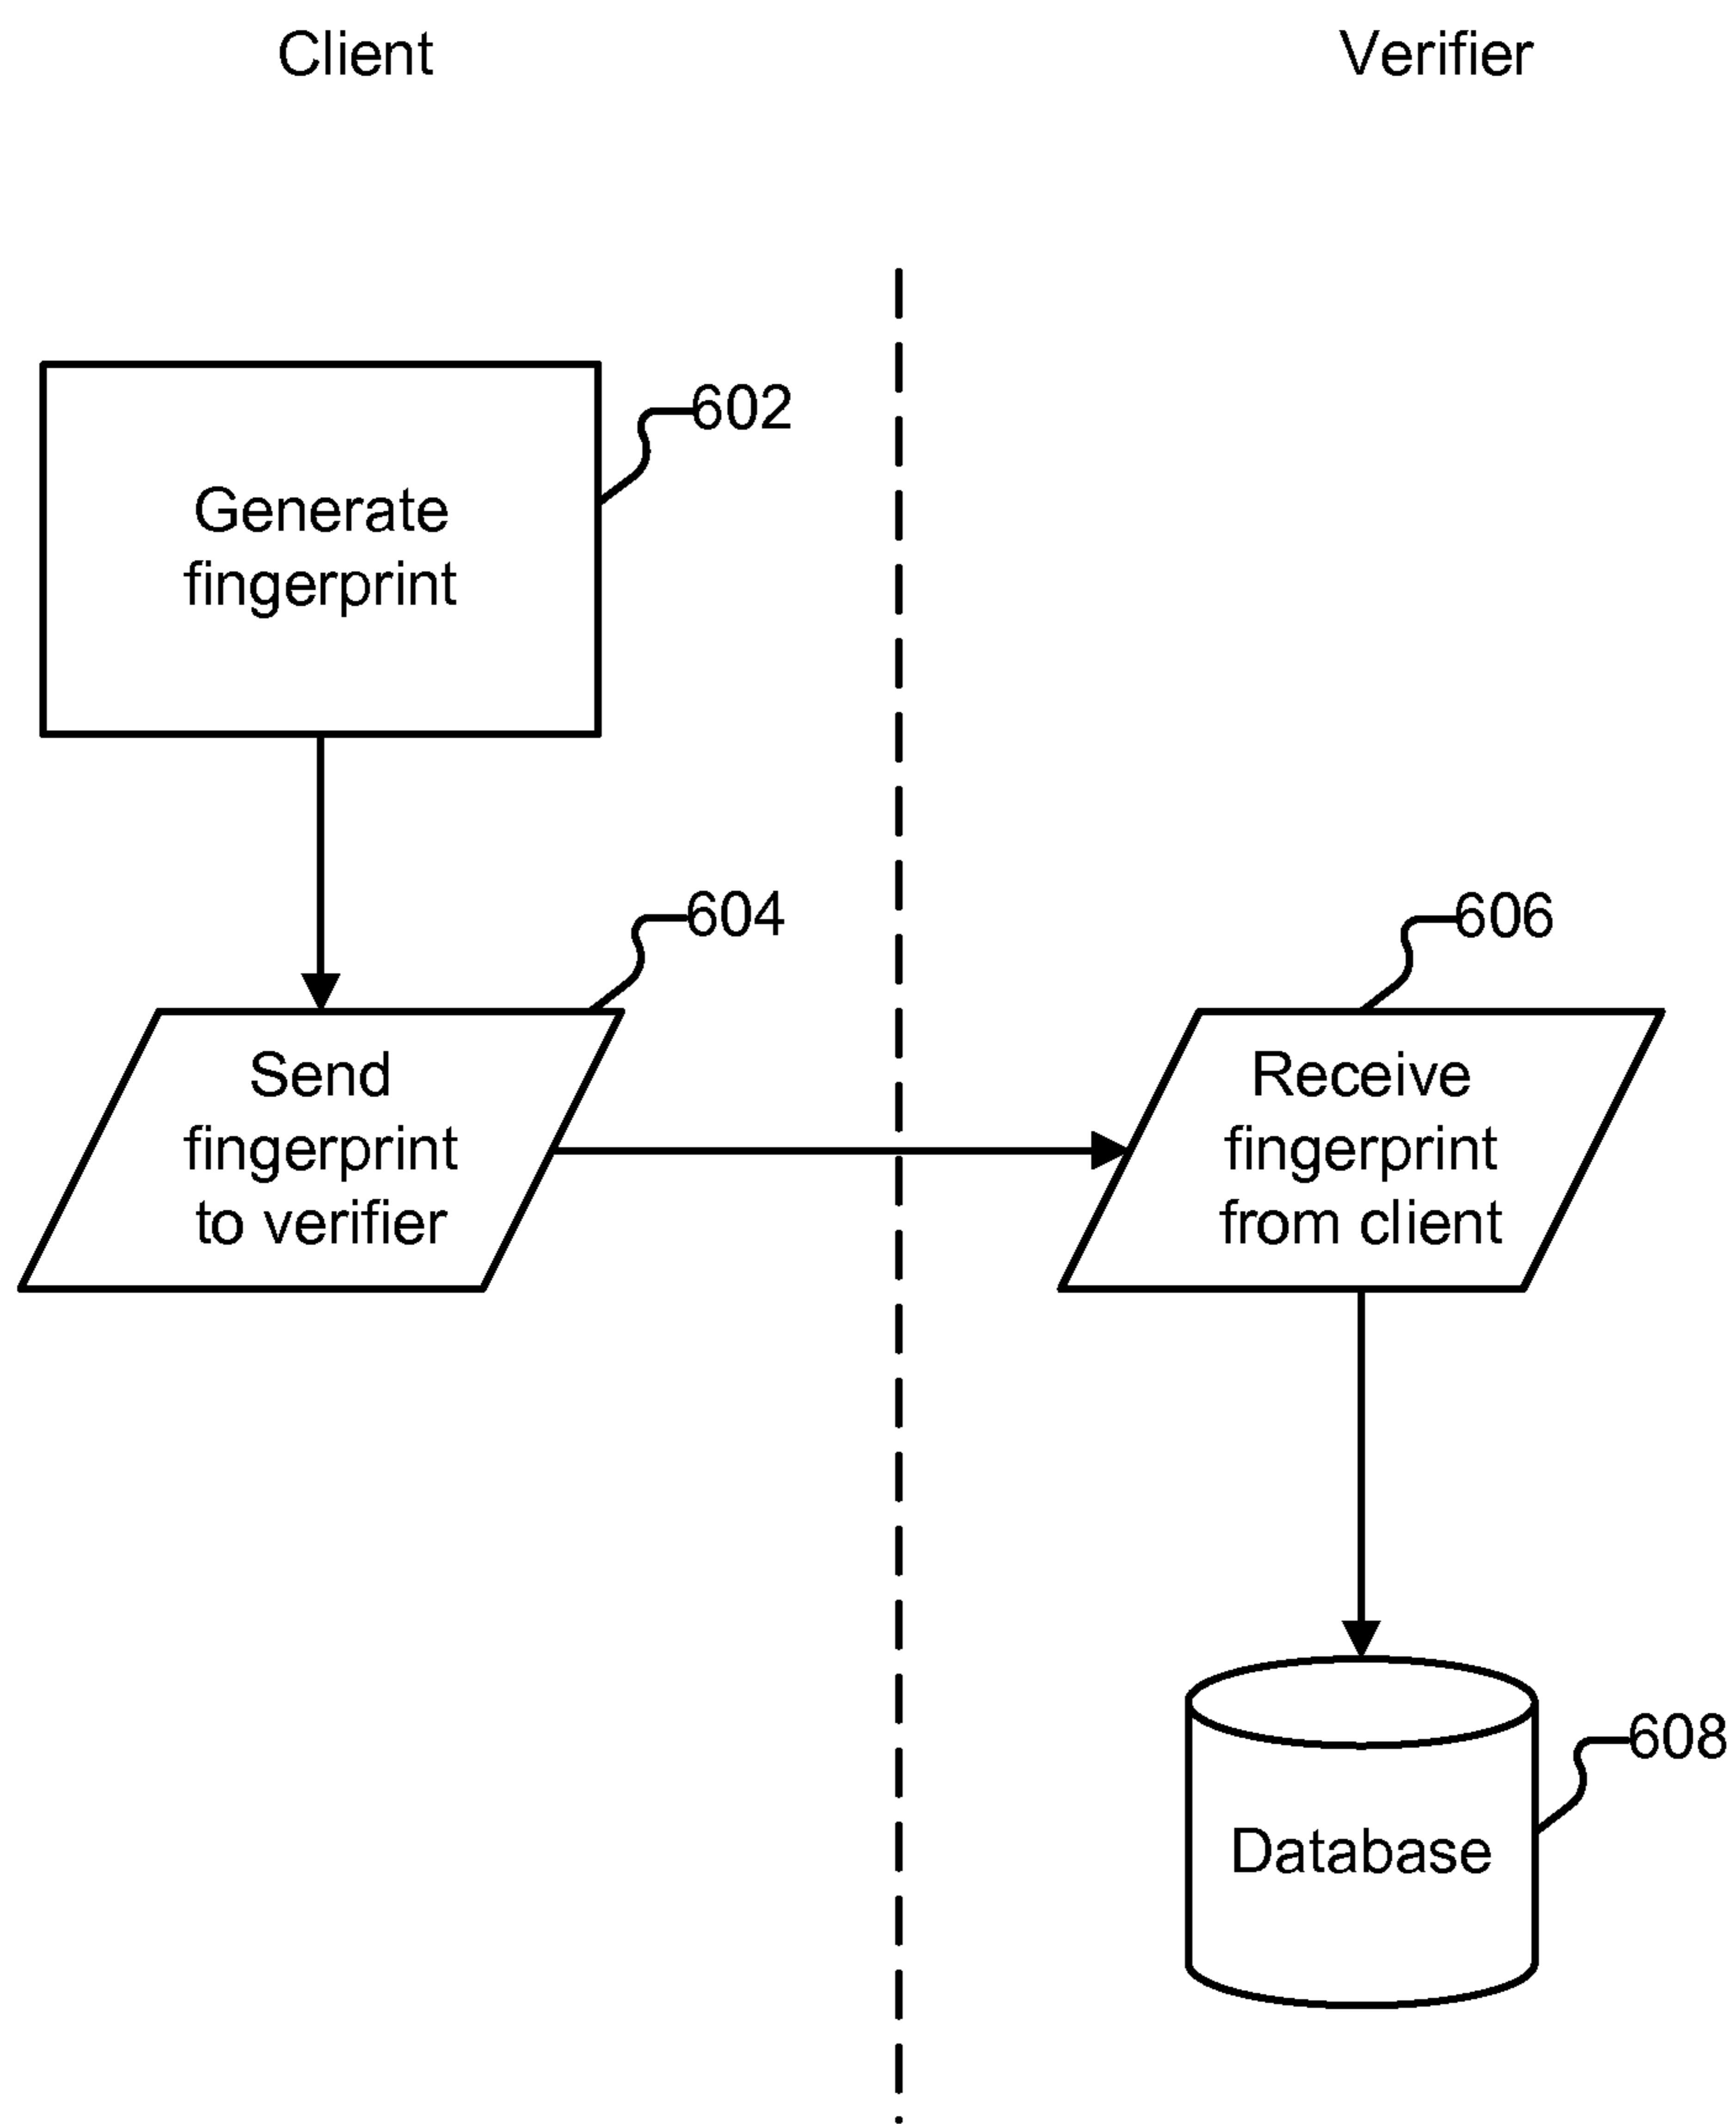 Client
Verifier
602
Generate
fingerprint
604
606
Send
fingerprint
to verifier
Receive
fingerprint
from client
608
Database